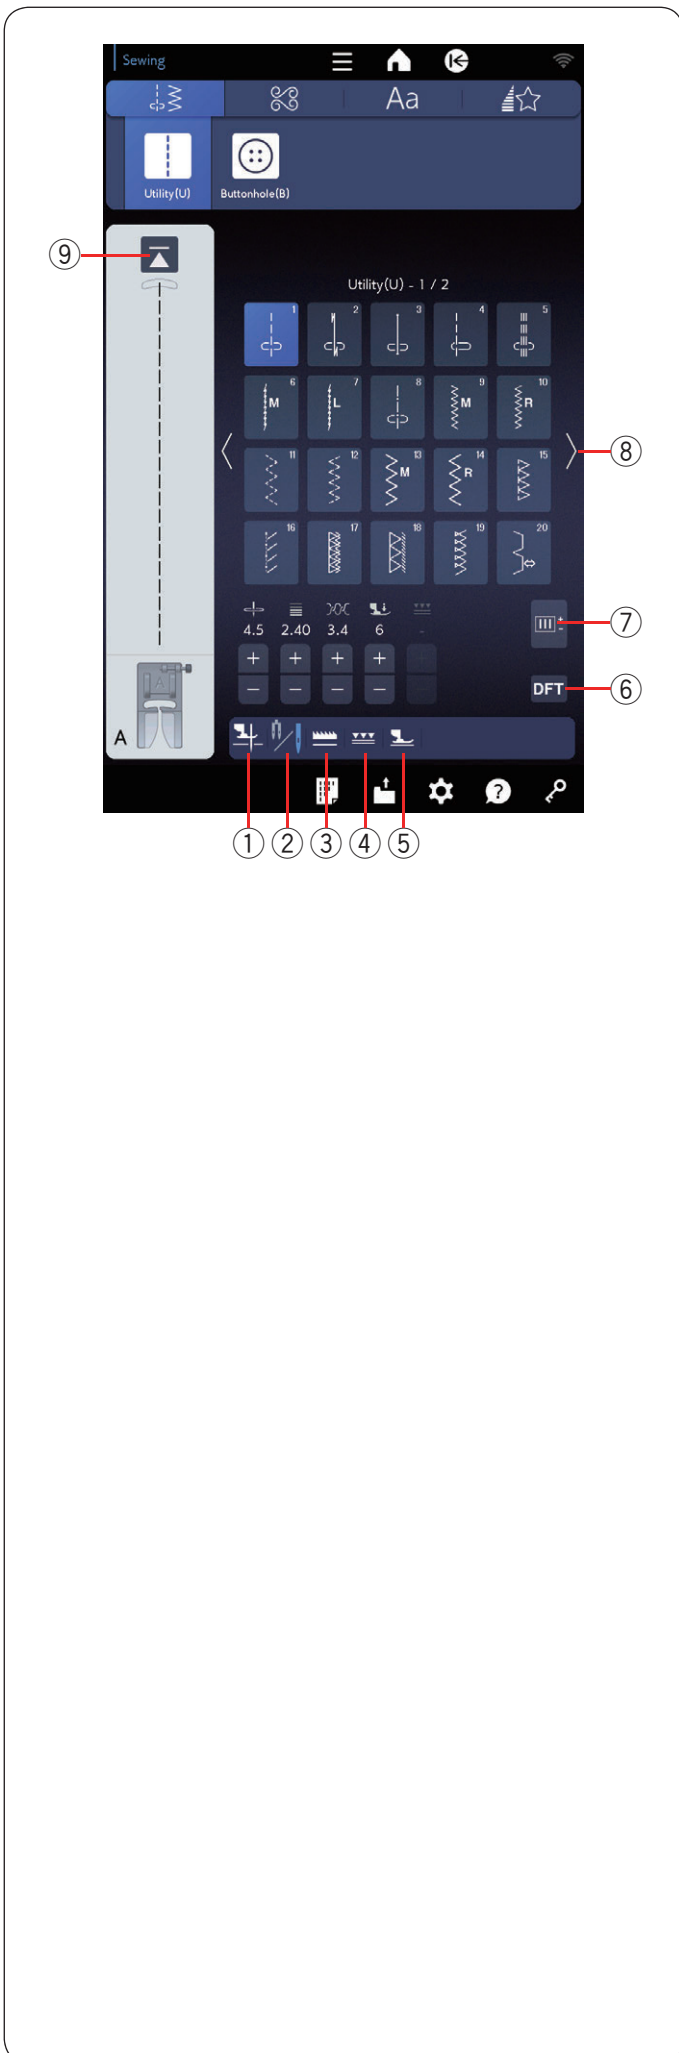 Sewing
Aa
Utility(U) Buttonhole(B)
9
Utility(U) - 1 / 2
1 2 3 4 5
6 M 7 L 8 9 M 10 R
8
11 12 13 M 14 R 15
16 17 18 19 20
4.5 2.40 3.4 6 -
7
+ + + + +
- - - - -
DFT 6
A
?
1 2 3 4 5